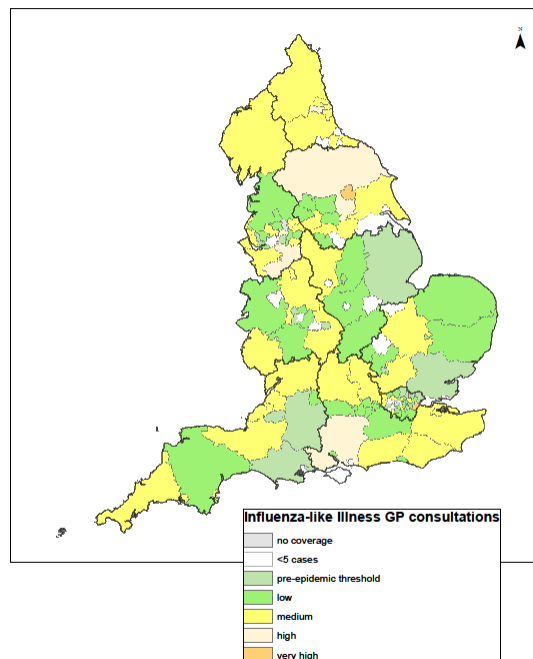 N
Influenza-like Illness GP consultations
no coverage
<5 cases
pre-epidemic threshold
low
medium
high
very high